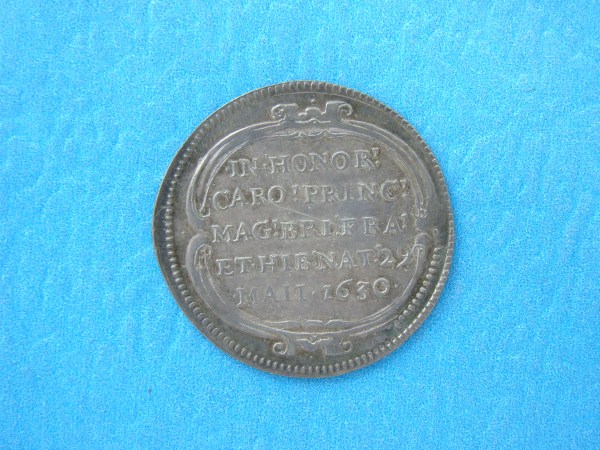 IN·HONOR!
CARO!PRINC!
MAG·BRI·FRA!
ET·HIB·NAT·29
MAII·1630·